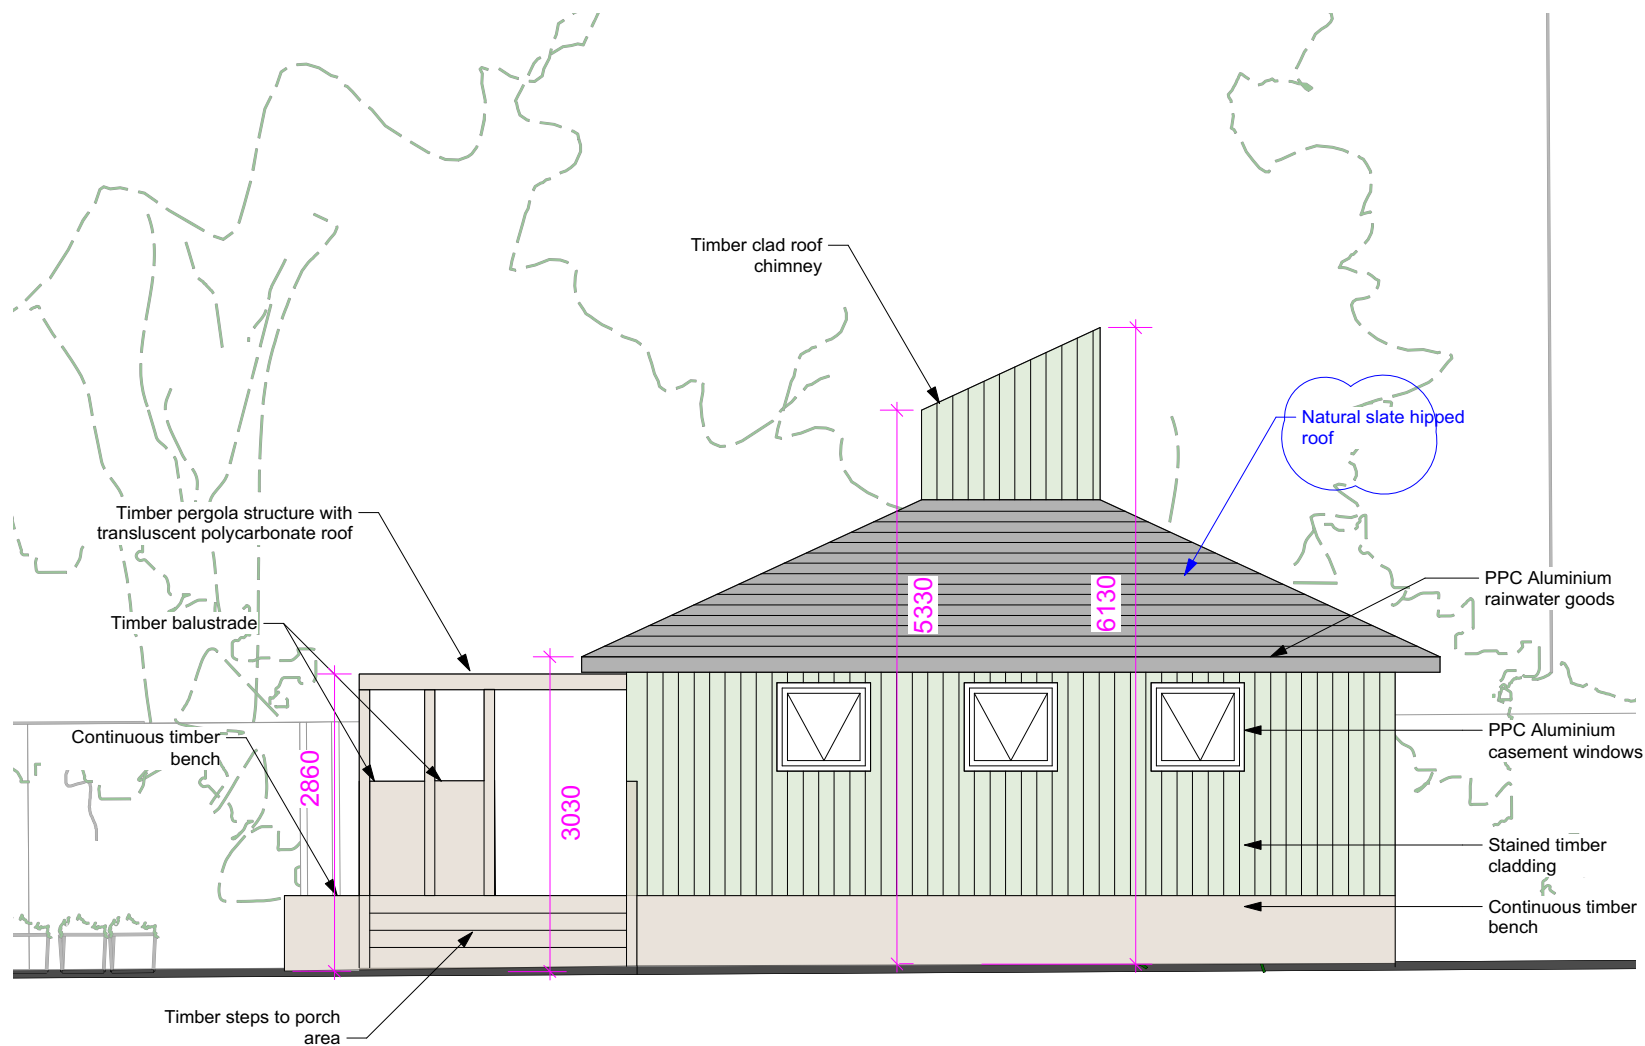 Timber clad roof
chimney
Natural slate hipped
roof
Timber pergola structure with
transluscent polycarbonate roof
PPC Aluminium
rainwater goods
5330
6130
Timber balustrade
Continuous timber
bench
PPC Aluminium
casement windows
2860
3030
Stained timber
cladding
Continuous timber
bench
Timber steps to porch
area